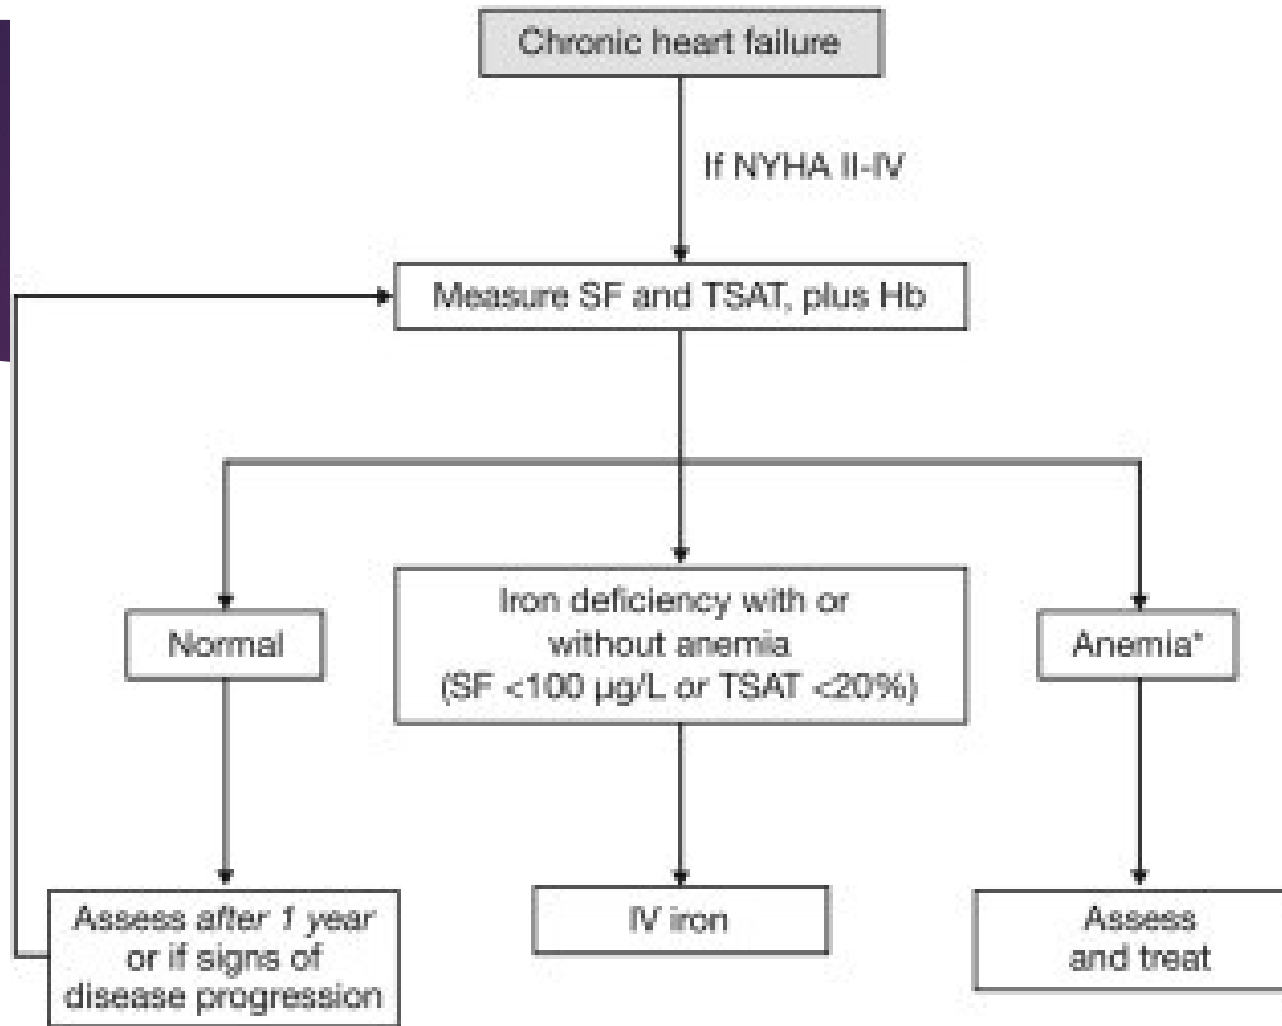 Chronic heart failure
If NYHA II-IV
Measure SF and TSAT, plus Hb
Normal
Iron deficiency with or
without anemia
(SF <100 µg/L or TSAT <20%)
Anemia*
Assess after 1 year
or if signs of
disease progression
IV iron
Assess
and treat